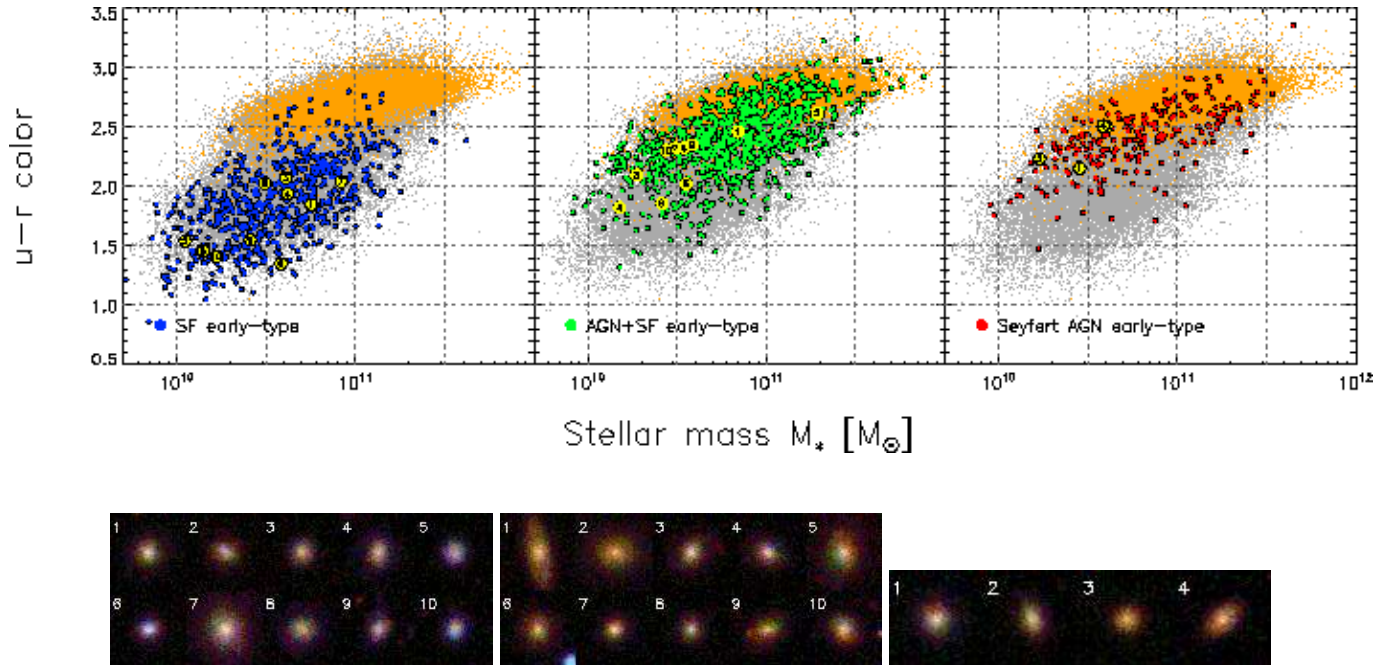 3.5
3.0
2.5
2.0
1.5
1.0
0.5
u−r color
SF early−type
AGN+SF early−type
Seyfert AGN early−type
10¹⁰ 10¹¹ 10¹⁰ 10¹¹ 10¹⁰ 10¹¹ 10¹²
Stellar mass M* [M☉]
1 2 3 4 5
6 7 8 9 10
1 2 3 4 5
6 7 8 9 10
1 2 3 4